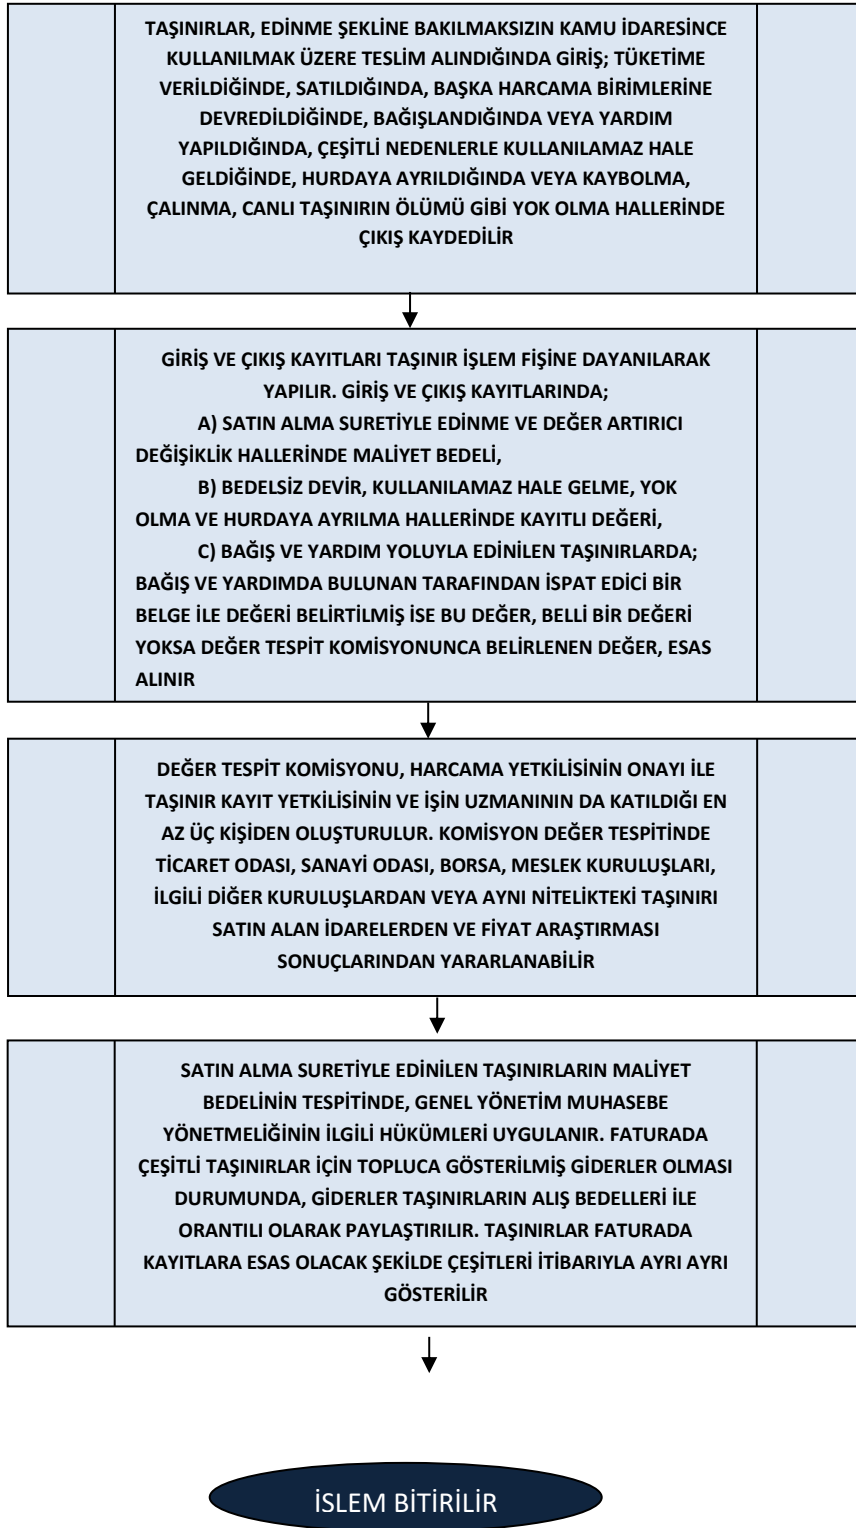 TAŞINIRLAR, EDİNME ŞEKLİNE BAKILMAKSIZIN KAMU İDARESİNCE
KULLANILMAK ÜZERE TESLİM ALINDIĞINDA GİRİŞ; TÜKETİME
VERİLDİĞİNDE, SATILDIĞINDA, BAŞKA HARCAMA BİRİMLERİNE
DEVREDİLDİĞİNDE, BAĞIŞLANDIĞINDA VEYA YARDIM
YAPILDIĞINDA, ÇEŞİTLİ NEDENLERLE KULLANILAMAZ HALE
GELDİĞİNDE, HURDAYA AYRILDIĞINDA VEYA KAYBOLMA,
ÇALINMA, CANLI TAŞINIRIN ÖLÜMÜ GİBİ YOK OLMA HALLERİNDE
ÇIKIŞ KAYDEDİLİR
GİRİŞ VE ÇIKIŞ KAYITLARI TAŞINIR İŞLEM FİŞİNE DAYANILARAK
YAPILIR. GİRİŞ VE ÇIKIŞ KAYITLARINDA;
A) SATIN ALMA SURETİYLE EDİNME VE DEĞER ARTIRICI
DEĞİŞİKLİK HALLERİNDE MALİYET BEDELİ,
B) BEDELSİZ DEVİR, KULLANILAMAZ HALE GELME, YOK
OLMA VE HURDAYA AYRILMA HALLERİNDE KAYITLI DEĞERİ,
C) BAĞIŞ VE YARDIM YOLUYLA EDİNİLEN TAŞINIRLARDA;
BAĞIŞ VE YARDIMDA BULUNAN TARAFINDAN İSPAT EDİCİ BİR
BELGE İLE DEĞERİ BELİRTİLMİŞ İSE BU DEĞER, BELLİ BİR DEĞERİ
YOKSA DEĞER TESPİT KOMİSYONUNCA BELİRLENEN DEĞER, ESAS
ALINIR
DEĞER TESPİT KOMİSYONU, HARCAMA YETKİLİSİNİN ONAYI İLE
TAŞINIR KAYIT YETKİLİSİNİN VE İŞİN UZMANININ DA KATILDIĞI EN
AZ ÜÇ KİŞİDEN OLUŞTURULUR. KOMİSYON DEĞER TESPİTİNDE
TİCARET ODASI, SANAYİ ODASI, BORSA, MESLEK KURULUŞLARI,
İLGİLİ DİĞER KURULUŞLARDAN VEYA AYNI NİTELİKTEKİ TAŞINIRI
SATIN ALAN İDARELERDEN VE FİYAT ARAŞTIRMASI
SONUÇLARINDAN YARARLANABİLİR
SATIN ALMA SURETİYLE EDİNİLEN TAŞINIRLARIN MALİYET
BEDELİNİN TESPİTİNDE, GENEL YÖNETİM MUHASEBE
YÖNETMELİĞİNİN İLGİLİ HÜKÜMLERİ UYGULANIR. FATURADA
ÇEŞİTLİ TAŞINIRLAR İÇİN TOPLUCA GÖSTERİLMİŞ GİDERLER OLMASI
DURUMUNDA, GİDERLER TAŞINIRLARIN ALIŞ BEDELLERİ İLE
ORANTILI OLARAK PAYLAŞTIRILIR. TAŞINIRLAR FATURADA
KAYITLARA ESAS OLACAK ŞEKİLDE ÇEŞİTLERİ İTİBARIYLA AYRI AYRI
GÖSTERİLİR
İSLEM BİTİRİLİR